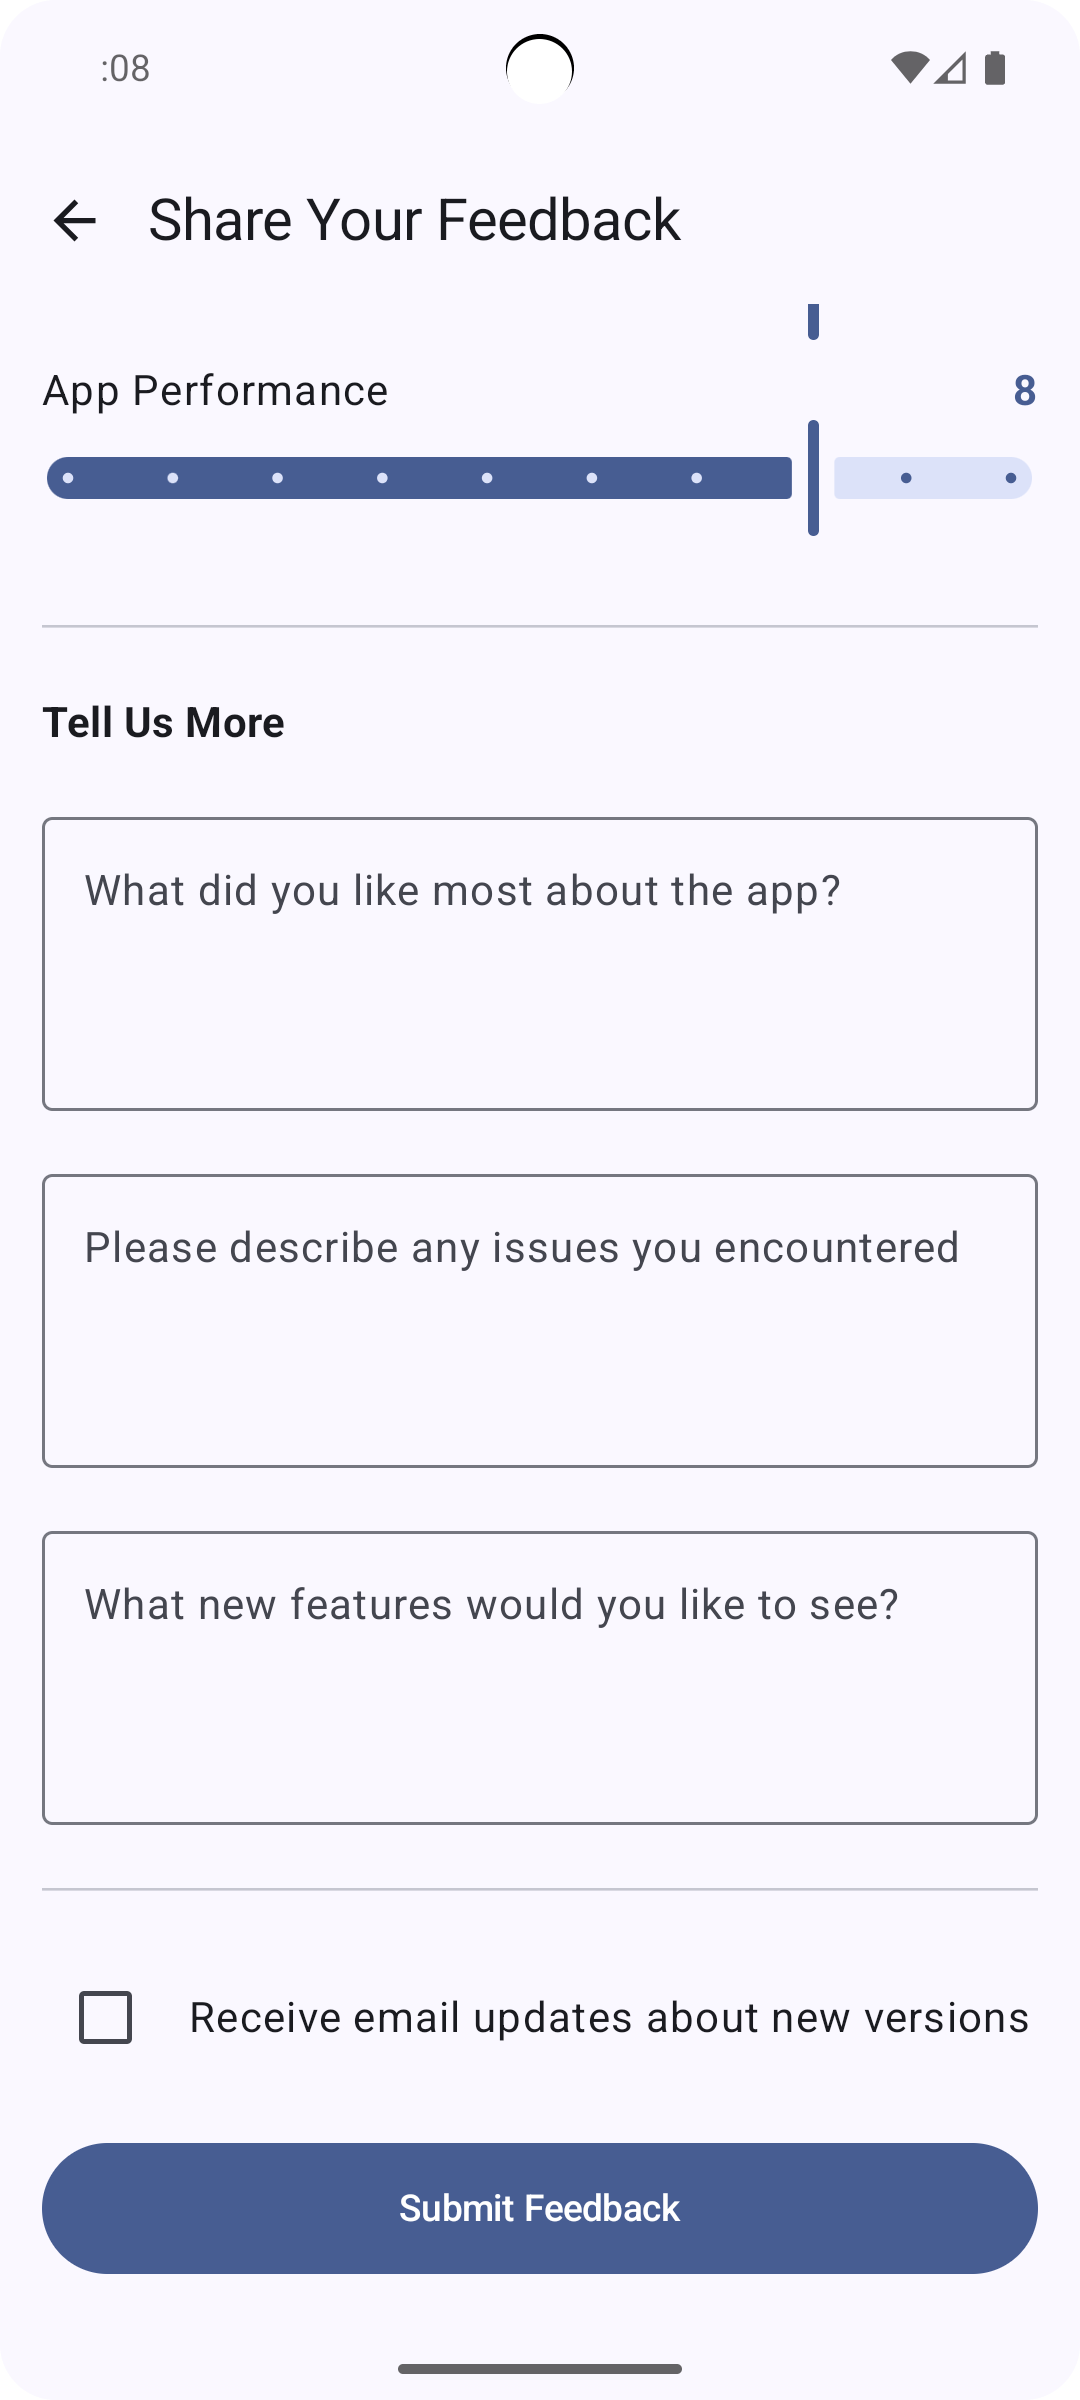 :08
Share Your Feedback
App Performance 8
Tell Us More
What did you like most about the app?
Please describe any issues you encountered
What new features would you like to see?
Receive email updates about new versions
Submit Feedback